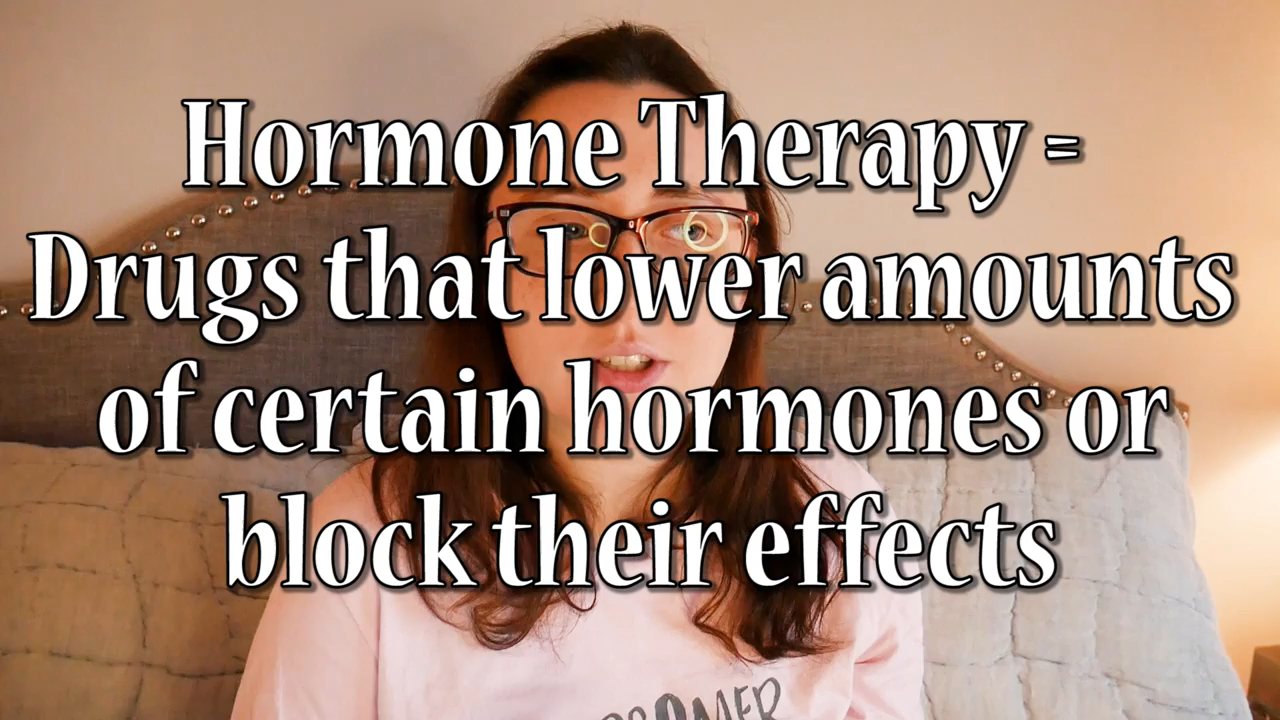 Hormone Therapy =
Drugs that lower amounts
of certain hormones or
block their effects